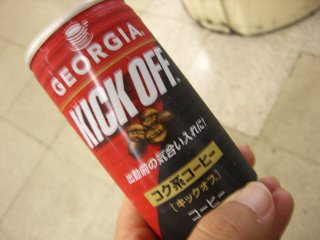 GEORGIA
KICK OFF
出動前の気合い入れに!
コク系コーヒー
[キックオフ]
コーヒー